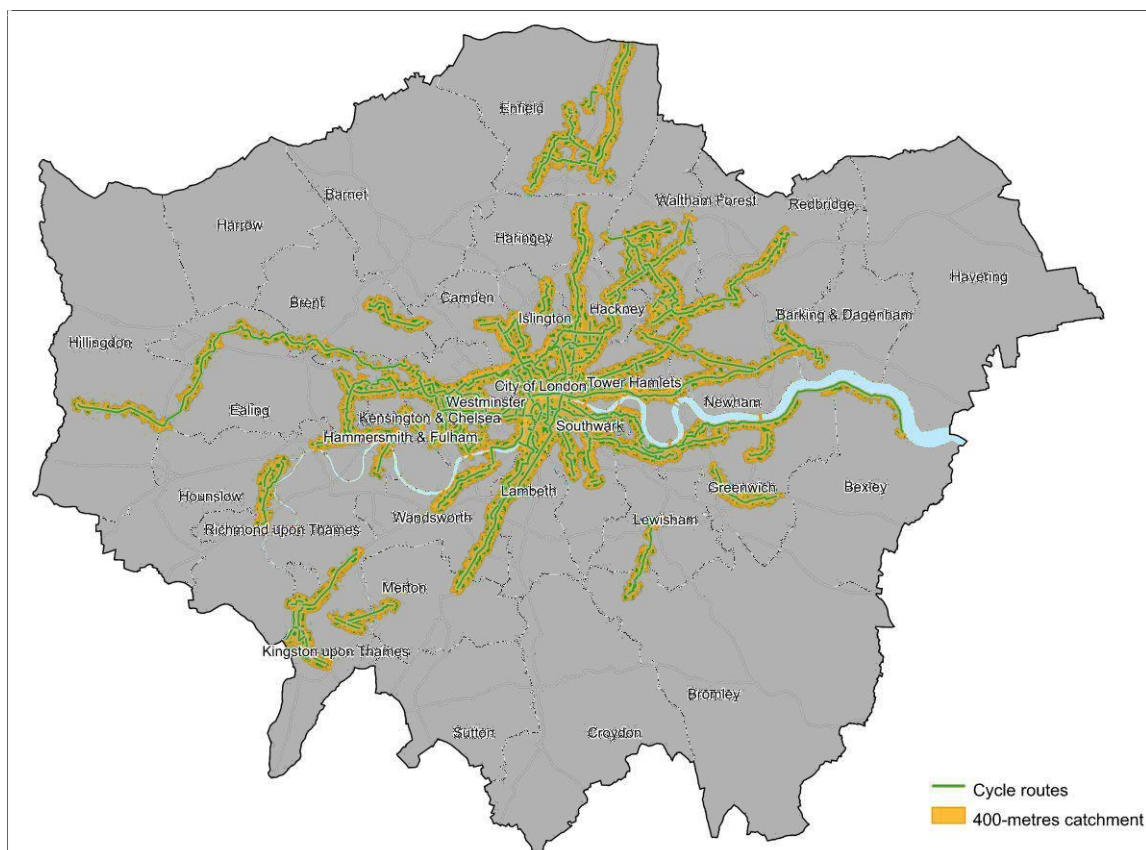 Enfield
Barnet
Waltham Forest
Redbridge
Harrow
Haringey
Havering
Brent
Camden
Hackney
Islington
Barking & Dagenham
Hillingdon
City of London
Tower Hamlets
Westminster
Newham
Ealing
Kensington & Chelsea
Southwark
Hammersmith & Fulham
Greenwich
Bexley
Lambeth
Hounslow
Wandsworth
Lewisham
Richmond upon Thames
Merton
Kingston upon Thames
Bromley
Sutton
Croydon
Cycle routes
400-metres catchment